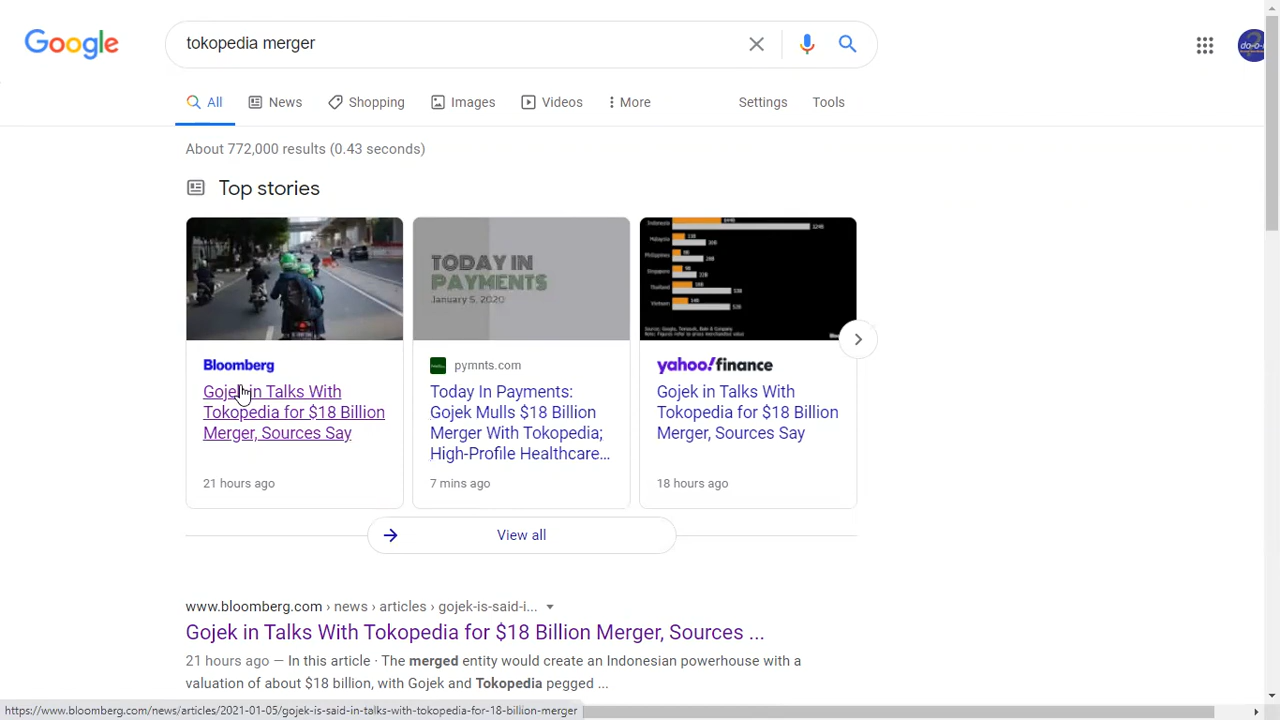 Google
tokopedia merger
All
News
Shopping
Images
Videos
More
Settings
Tools
About 772,000 results (0.43 seconds)
Top stories
TODAY IN
PAYMENTS
January 5, 2020
Bloomberg
Gojek in Talks With
Tokopedia for $18 Billion
Merger, Sources Say
21 hours ago
pymnts.com
Today In Payments:
Gojek Mulls $18 Billion
Merger With Tokopedia;
High-Profile Healthcare...
7 mins ago
Indonesia
Malaysia
Philippines
Singapore
Thailand
Vietnam
yahoo!finance
Gojek in Talks With
Tokopedia for $18 Billion
Merger, Sources Say
18 hours ago
View all
www.bloomberg.com › news › articles › gojek-is-said-i...
Gojek in Talks With Tokopedia for $18 Billion Merger, Sources ...
21 hours ago — In this article · The merged entity would create an Indonesian powerhouse with a
valuation of about $18 billion, with Gojek and Tokopedia pegged ...
https://www.bloomberg.com/news/articles/2021-01-05/gojek-is-said-in-talks-with-tokopedia-for-18-billion-merger